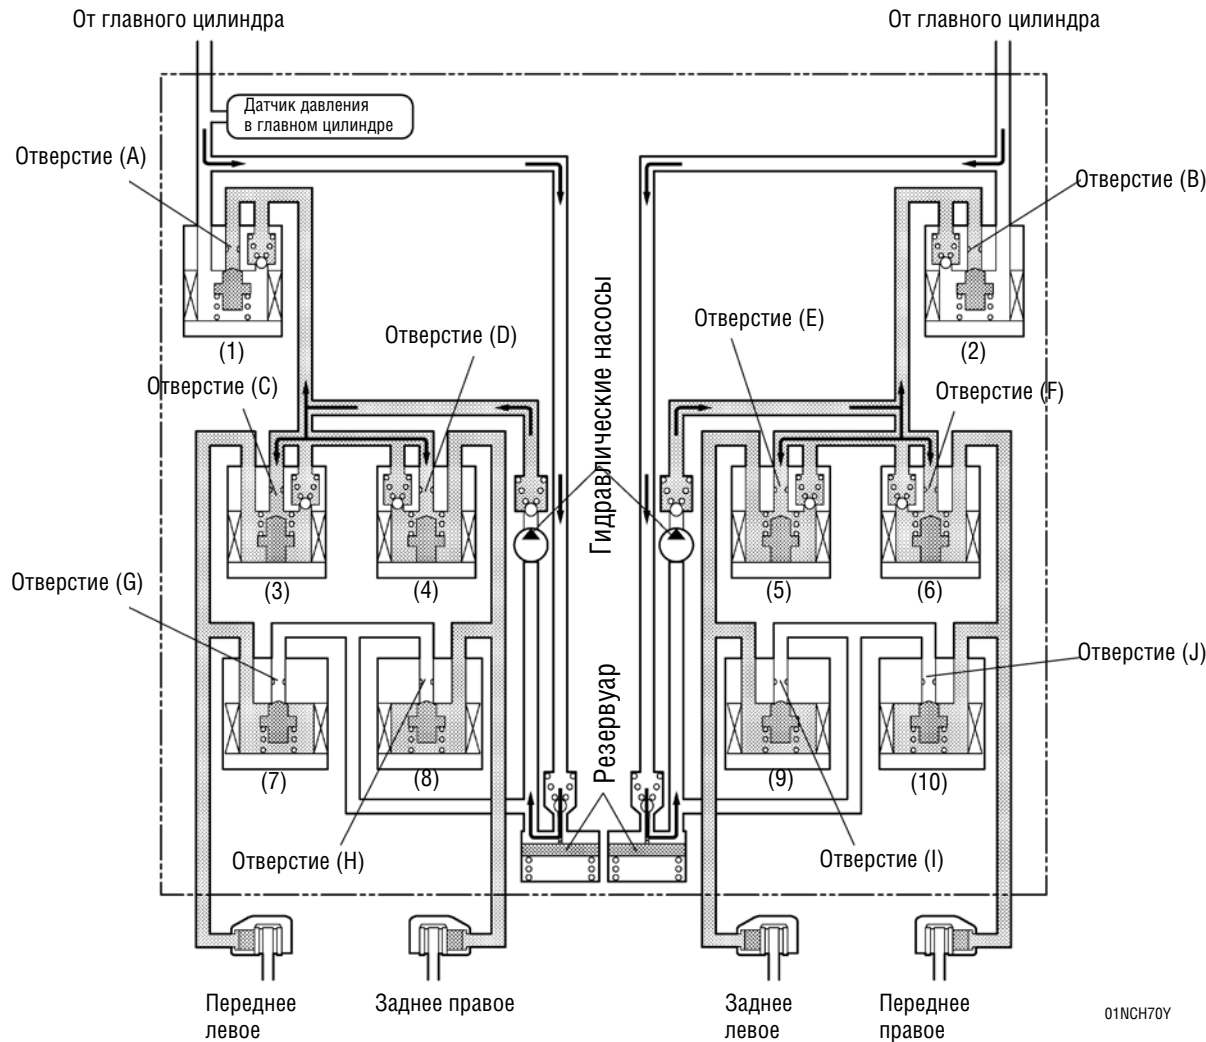 От главного цилиндра
От главного цилиндра
Датчик давления
в главном цилиндре
Отверстие (A)
Отверстие (B)
Гидравлические насосы
Отверстие (E)
Отверстие (D)
(1)
(2)
Отверстие (C)
Отверстие (F)
(3)
(4)
(5)
(6)
Отверстие (G)
Отверстие (J)
Резервуар
(7)
(8)
(9)
(10)
Отверстие (H)
Отверстие (I)
Переднее
левое
Заднее правое
Заднее
левое
Переднее
правое
01NCH70Y